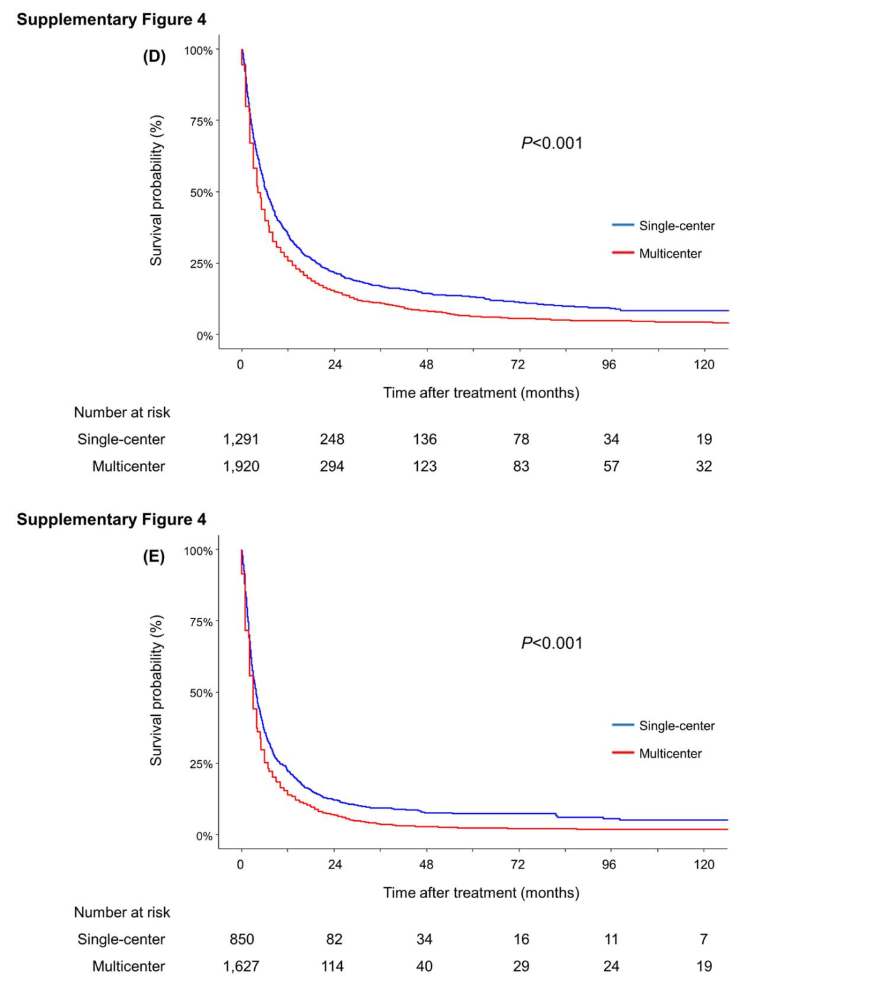 Supplementary Figure 4
(D)
100%
75%
50%
25%
0%
Survival probability (%)
P<0.001
Single-center
Multicenter
0 24 48 72 96 120
Time after treatment (months)
Number at risk
Single-center 1,291 248 136 78 34 19
Multicenter 1,920 294 123 83 57 32
Supplementary Figure 4
(E)
100%
75%
50%
25%
0%
Survival probability (%)
P<0.001
Single-center
Multicenter
0 24 48 72 96 120
Time after treatment (months)
Number at risk
Single-center 850 82 34 16 11 7
Multicenter 1,627 114 40 29 24 19